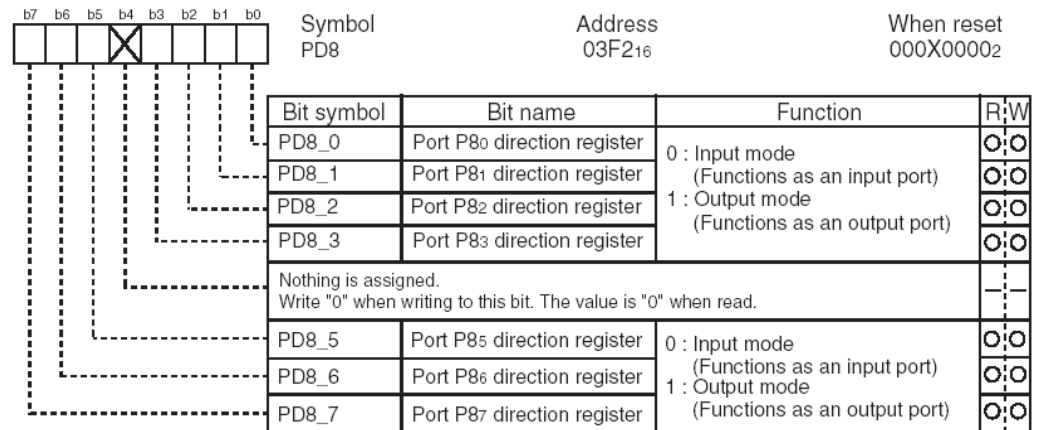 b7 b6 b5 b4 b3 b2 b1 b0
Symbol Address When reset
PD8 03F216 000X00002
Bit symbol Bit name Function R W
PD8_0 Port P80 direction register
PD8_1 Port P81 direction register
PD8_2 Port P82 direction register
PD8_3 Port P83 direction register
0 : Input mode
(Functions as an input port)
1 : Output mode
(Functions as an output port)
Nothing is assigned.
Write "0" when writing to this bit. The value is "0" when read.
PD8_5 Port P85 direction register
PD8_6 Port P86 direction register
PD8_7 Port P87 direction register
0 : Input mode
(Functions as an input port)
1 : Output mode
(Functions as an output port)